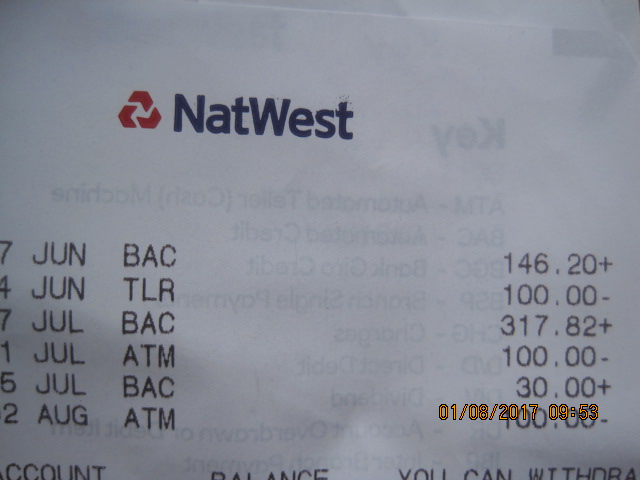 NatWest
Key
ATM - Automated Teller (Cash) Machine
BAC - Automated Credit
BGC - Bank Giro Credit
BSP - Branch Single Payment
CHG - Charges
D/D - Direct Debit
Dividend
Account Overdrawn or Debit Item
IBP - Inter-Branch Payment
7 JUN BAC 146.20+
4 JUN TLR 100.00-
7 JUL BAC 317.82+
1 JUL ATM 100.00-
5 JUL BAC 30.00+
2 AUG ATM 100.00-
01/08/2017 09:53
ACCOUNT BALANCE YOU CAN WITHDRA